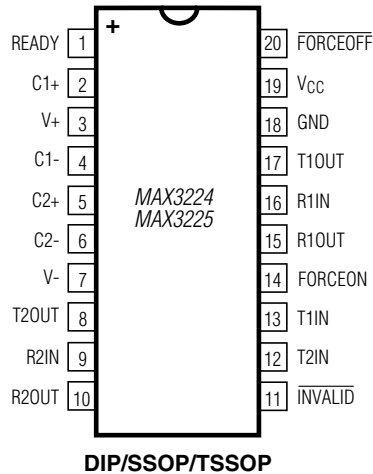 +
READY 1
C1+ 2
V+ 3
C1- 4
C2+ 5
C2- 6
V- 7
T2OUT 8
R2IN 9
R2OUT 10
MAX3224
MAX3225
20 FORCEOFF
19 VCC
18 GND
17 T1OUT
16 R1IN
15 R1OUT
14 FORCEON
13 T1IN
12 T2IN
11 INVALID
DIP/SSOP/TSSOP